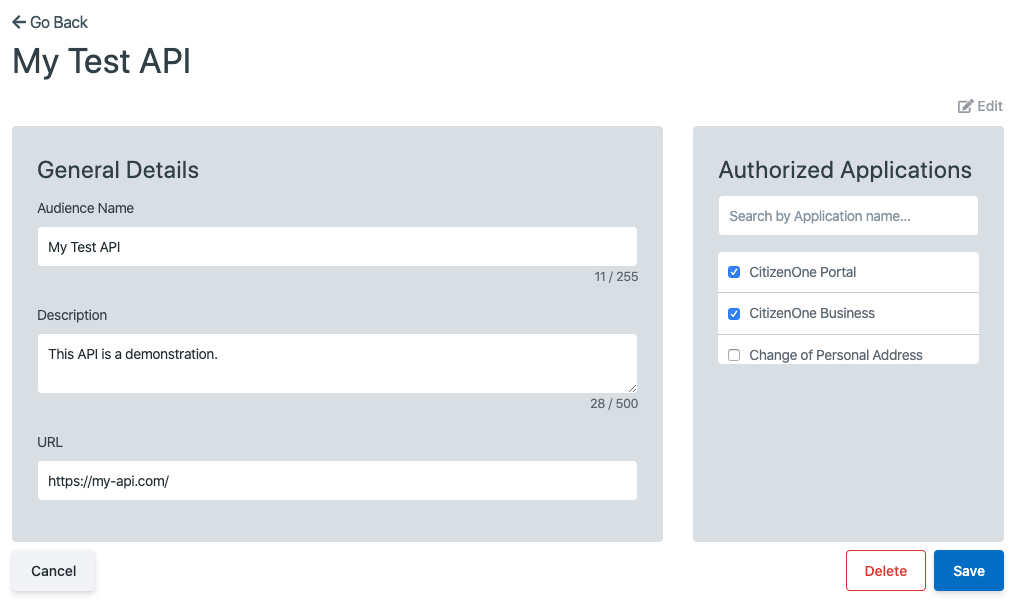 Go Back
My Test API
Edit
General Details
Audience Name
My Test API
11 / 255
Description
This API is a demonstration.
28 / 500
URL
https://my-api.com/
Authorized Applications
Search by Application name...
CitizenOne Portal
CitizenOne Business
Change of Personal Address
Cancel
Delete
Save